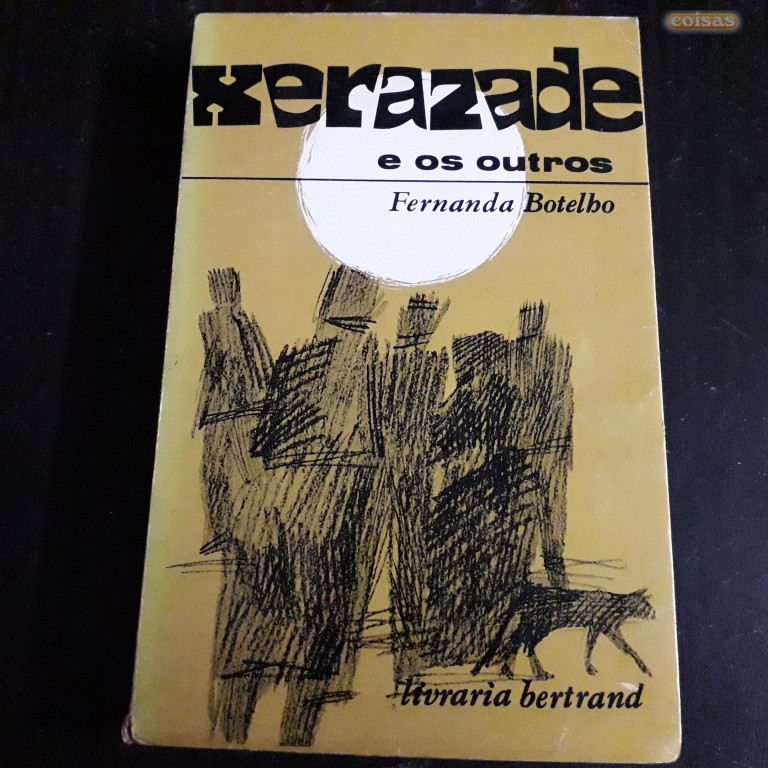 coisas
xerazade
e os outros
Fernanda Botelho
livraria bertrand